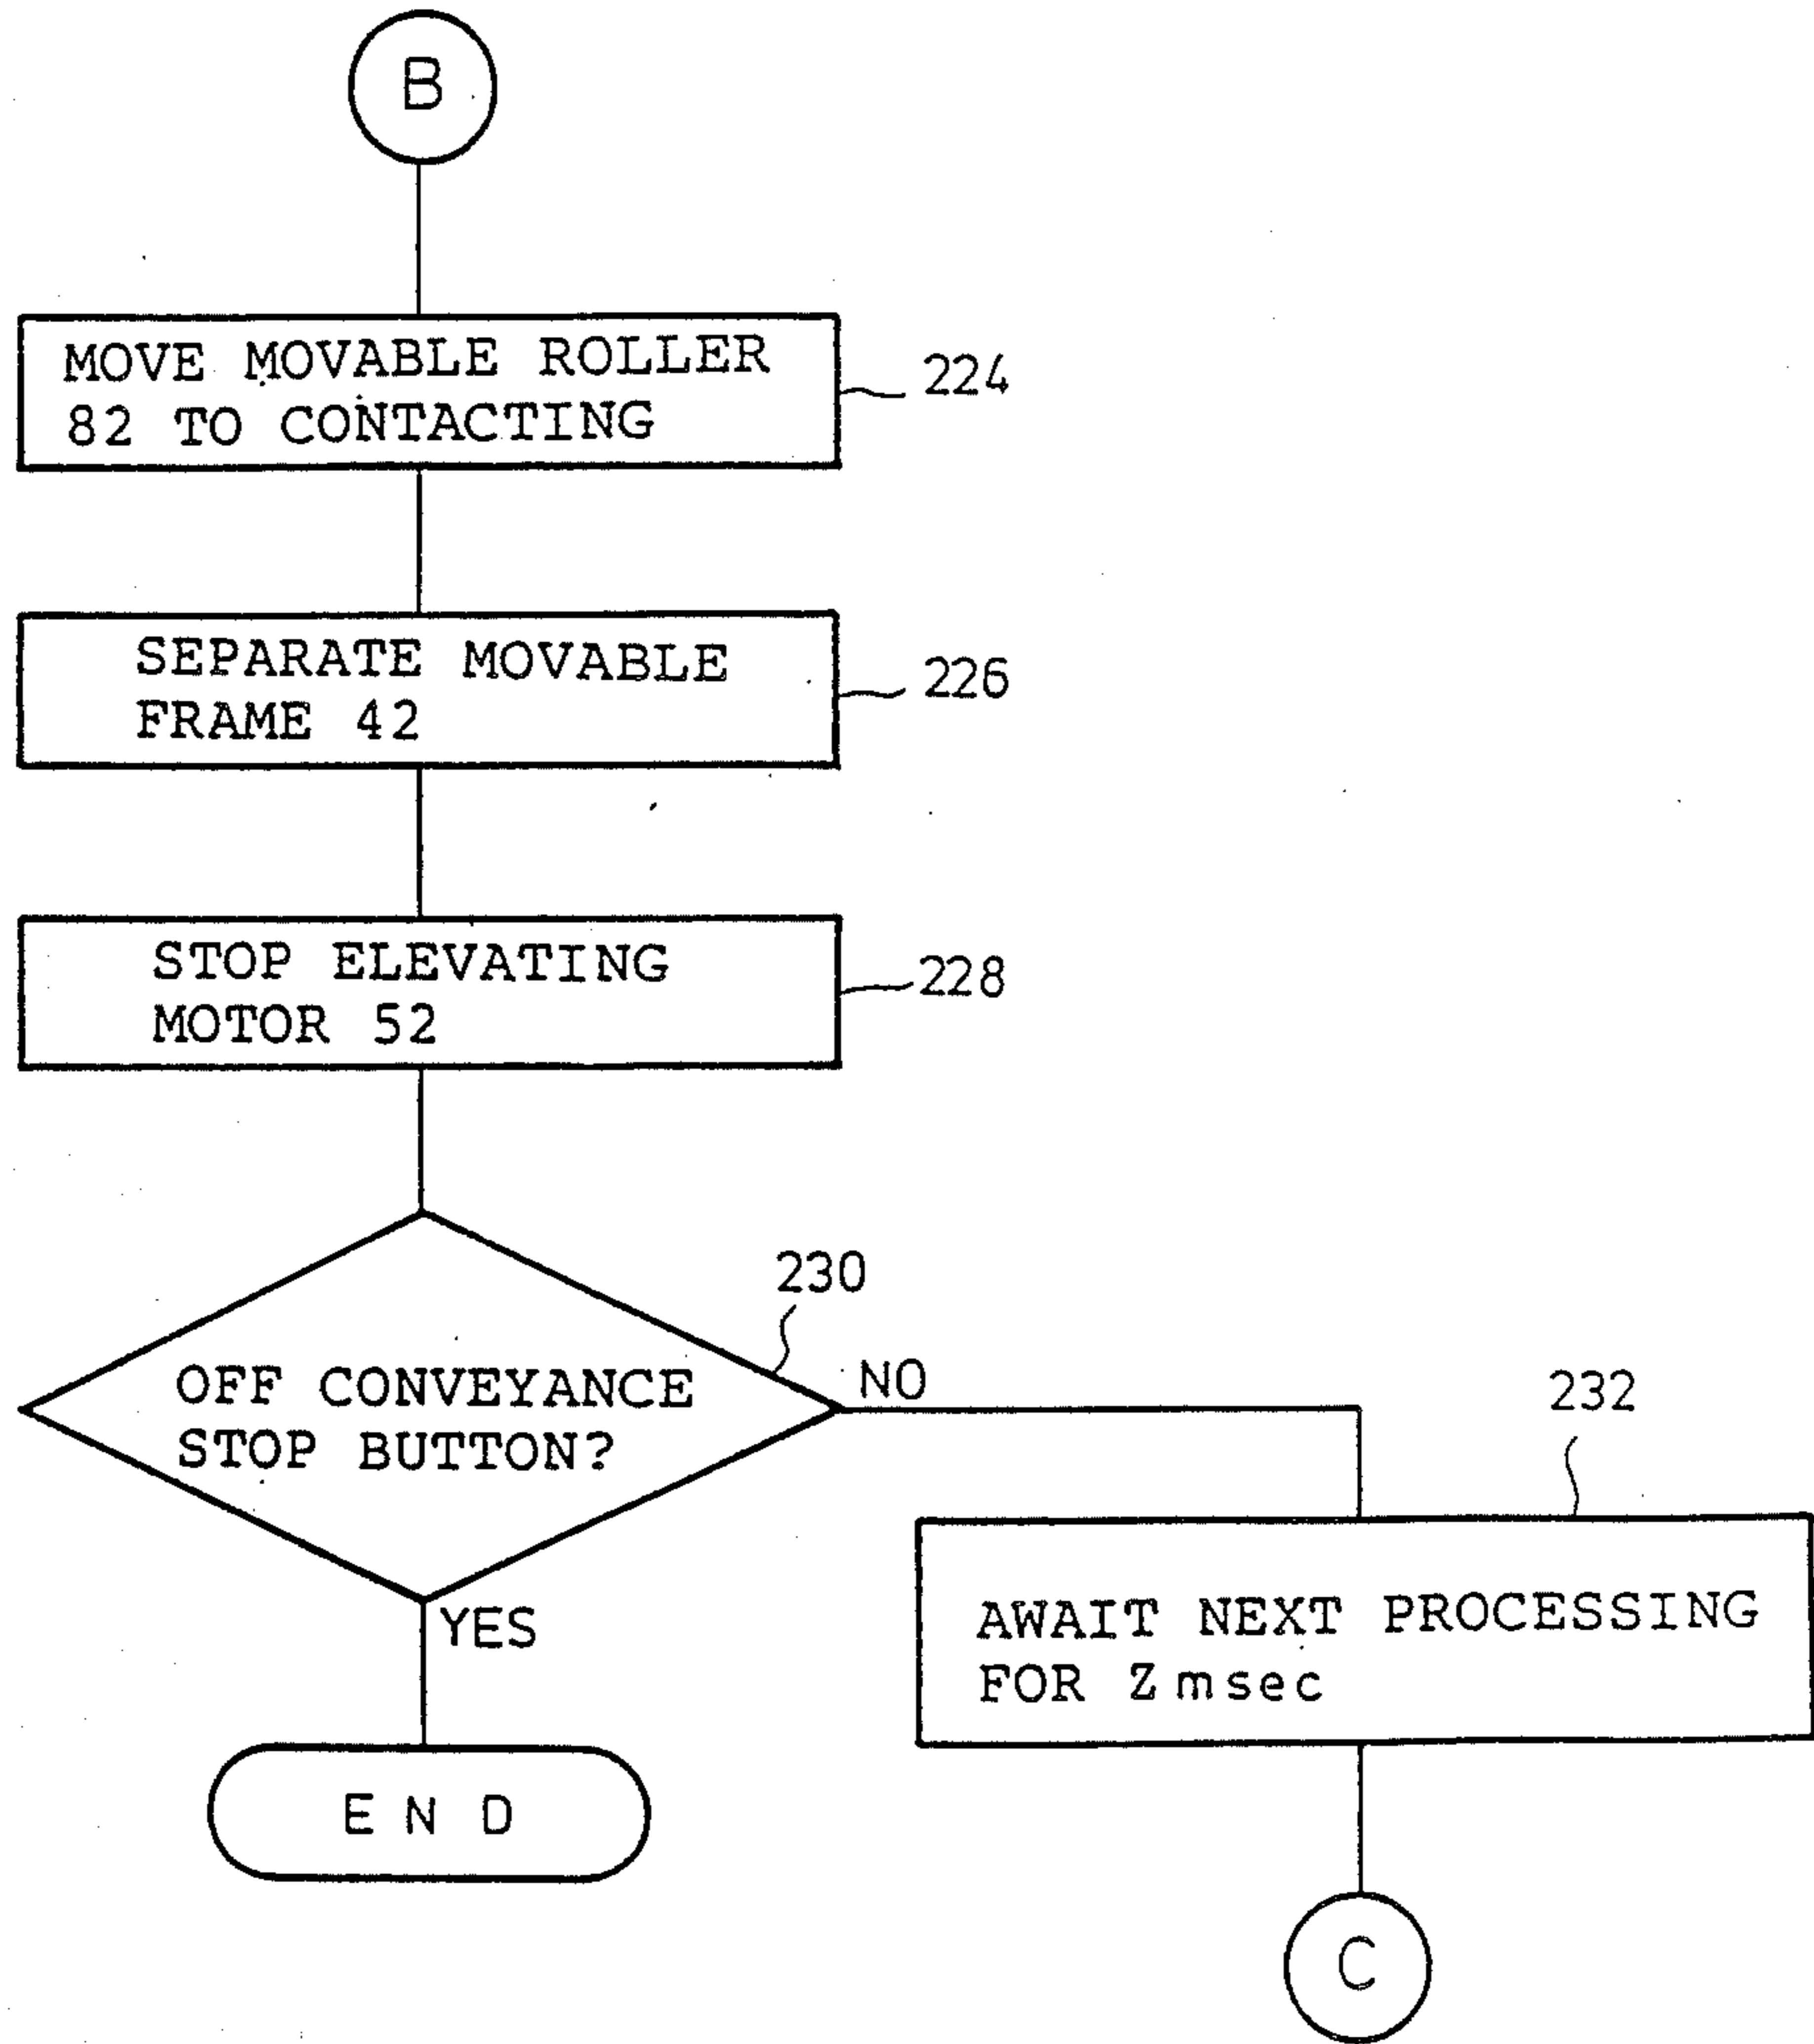 B
MOVE MOVABLE ROLLER
82 TO CONTACTING
224
SEPARATE MOVABLE
FRAME 42
226
STOP ELEVATING
MOTOR 52
228
230
OFF CONVEYANCE
STOP BUTTON?
NO
YES
232
AWAIT NEXT PROCESSING
FOR Z msec
END
C